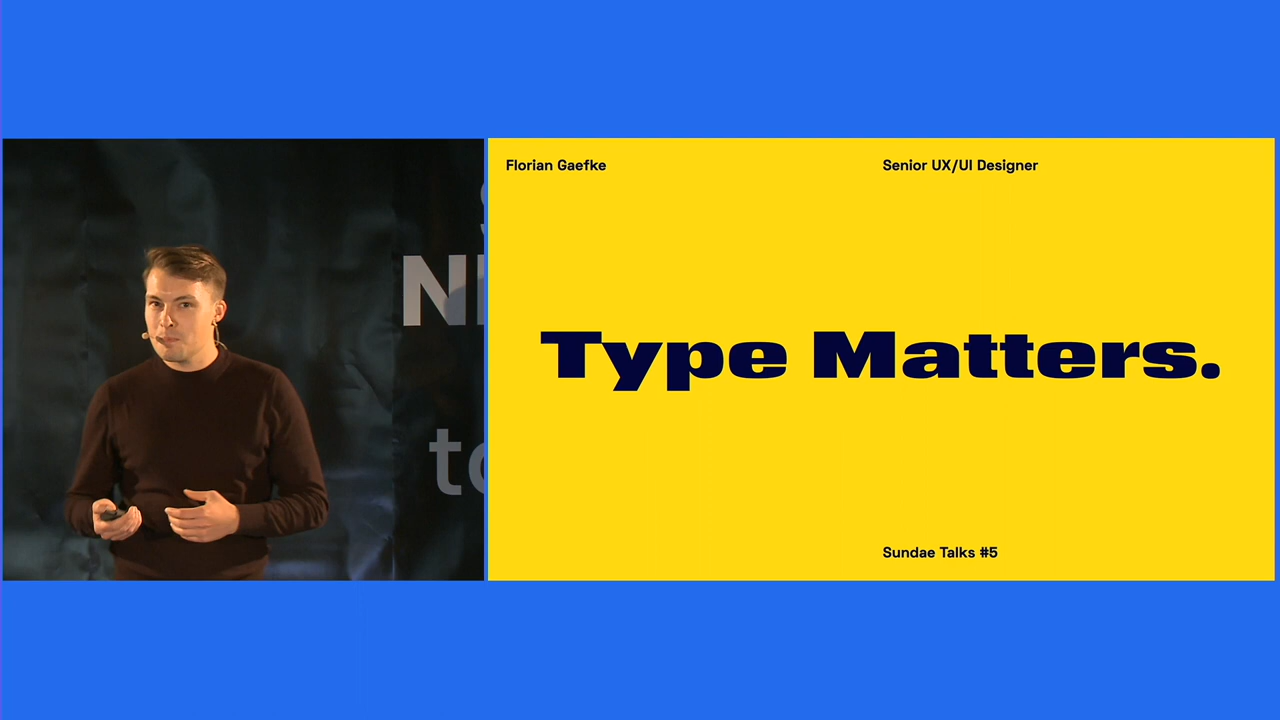 Florian Gaefke
Senior UX/UI Designer
Type Matters.
Sundae Talks #5